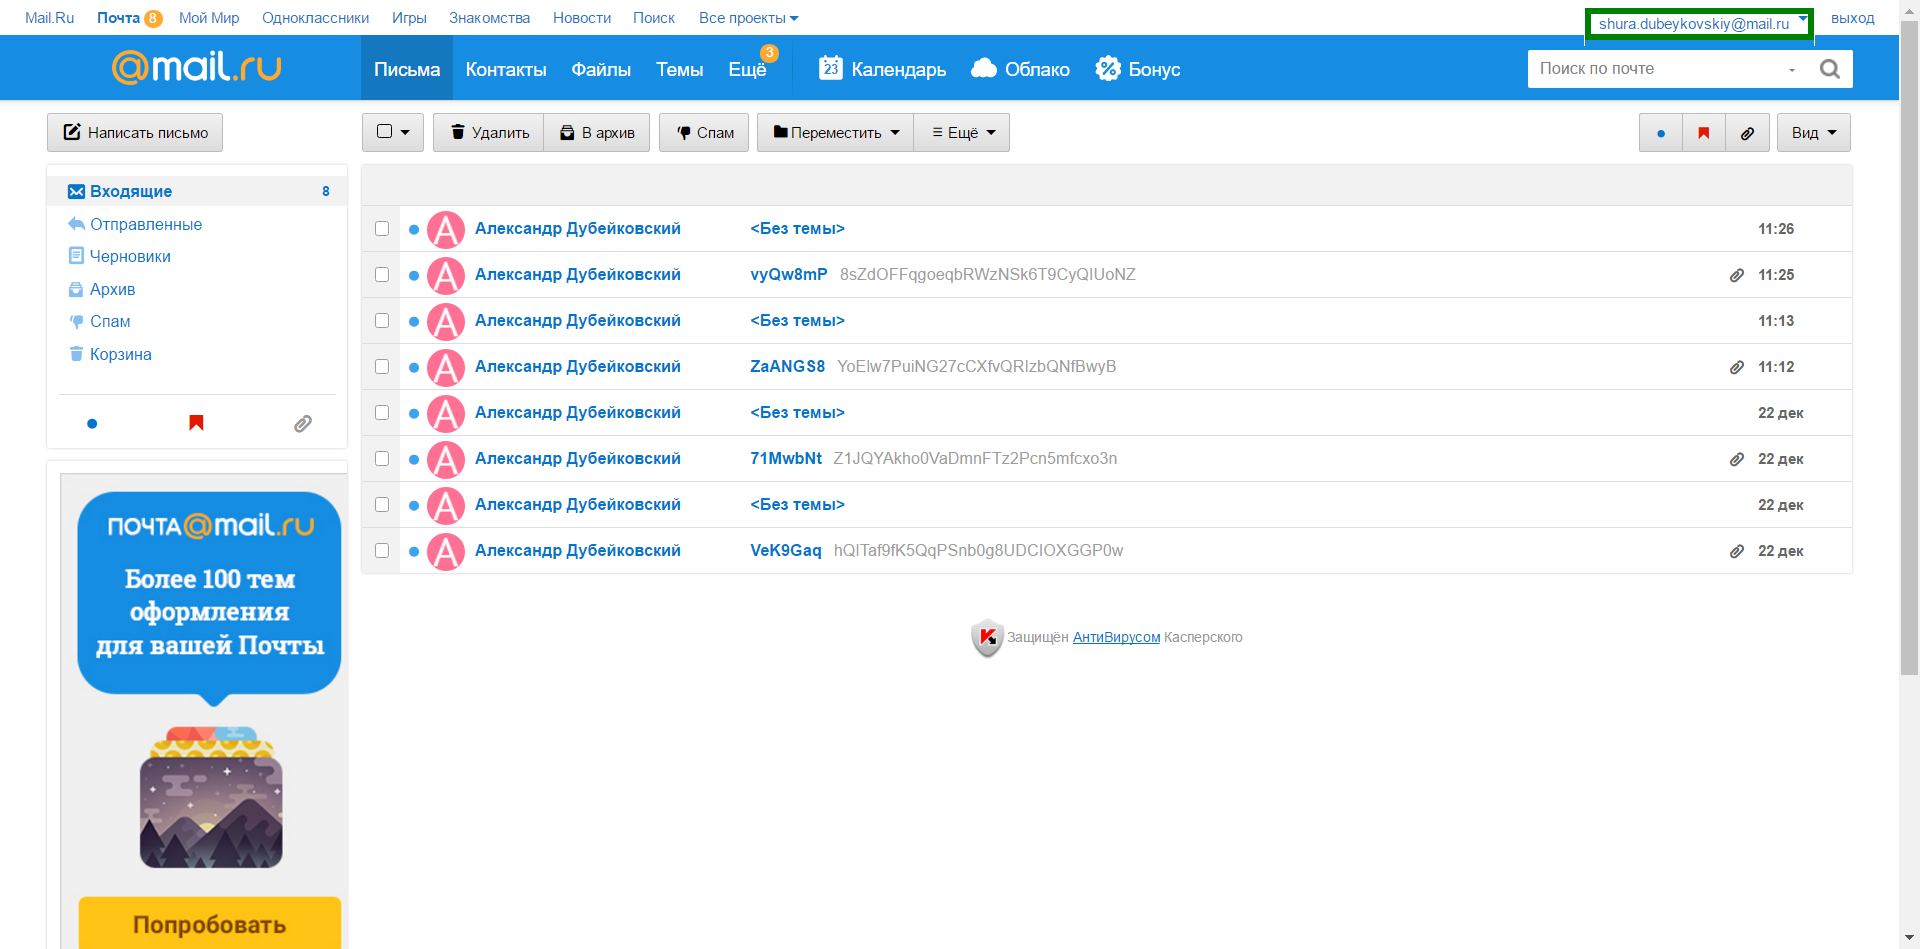 Mail.Ru Почта 8 Мой Мир Одноклассники Игры Знакомства Новости Поиск Все проекты shura.dubeykovskiy@mail.ru выход
@mail.ru Письма Контакты Файлы Темы Ещё 3 23 Календарь Облако Бонус Поиск по почте
Написать письмо Удалить В архив Спам Переместить Ещё Вид
Входящие 8
Отправленные
Черновики
Архив
Спам
Корзина
Александр Дубейковский <Без темы> 11:26
Александр Дубейковский vyQw8mP 8sZdOFFqgoeqbRWzNSk6T9CyQIUoNZ 11:25
Александр Дубейковский <Без темы> 11:13
Александр Дубейковский ZaANGS8 YoElw7PuiNG27cCXfvQRlzbQNfBwyB 11:12
Александр Дубейковский <Без темы> 22 дек
Александр Дубейковский 71MwbNt Z1JQYAkho0VaDmnFTz2Pcn5mfcxo3n 22 дек
Александр Дубейковский <Без темы> 22 дек
Александр Дубейковский VeK9Gaq hQITaf9fK5QqPSnb0g8UDCIOXGGP0w 22 дек
Защищён АнтиВирусом Касперского
ПОЧТА@mail.ru
Более 100 тем
оформления
для вашей Почты
Попробовать